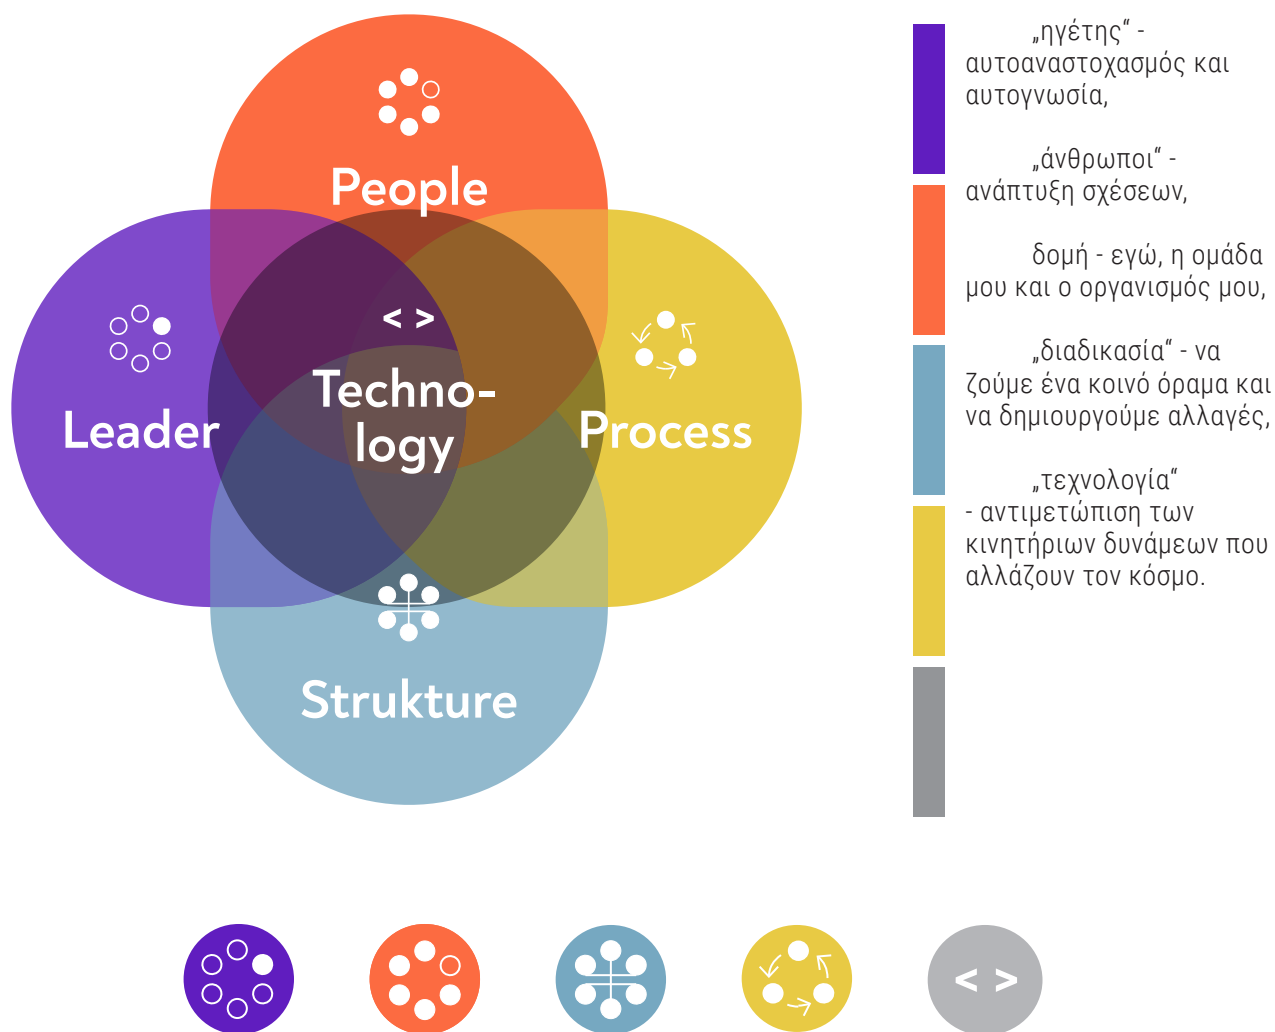 People
< >
Techno-
logy
Leader
Process
Strukture
„ηγέτης“ -
αυτοαναστοχασμός και
αυτογνωσία,
„άνθρωποι“ -
ανάπτυξη σχέσεων,
δομή - εγώ, η ομάδα
μου και ο οργανισμός μου,
„διαδικασία“ - να
ζούμε ένα κοινό όραμα και
να δημιουργούμε αλλαγές,
„τεχνολογία“
- αντιμετώπιση των
κινητήριων δυνάμεων που
αλλάζουν τον κόσμο.
< >